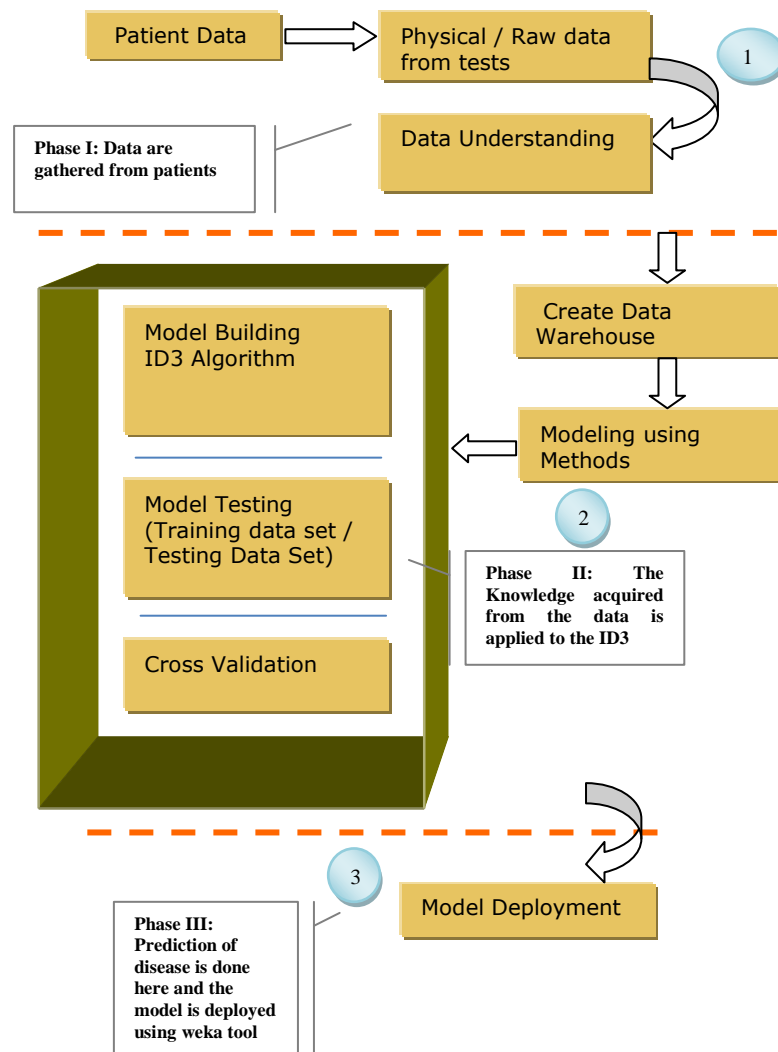 Patient Data
Physical / Raw data
from tests
1
Data Understanding
Phase I: Data are
gathered from patients
Create Data
Warehouse
Modeling using
Methods
Model Building
ID3 Algorithm
Model Testing
(Training data set /
Testing Data Set)
Cross Validation
2
Phase II: The
Knowledge acquired
from the data is
applied to the ID3
3
Model Deployment
Phase III:
Prediction of
disease is done
here and the
model is deployed
using weka tool